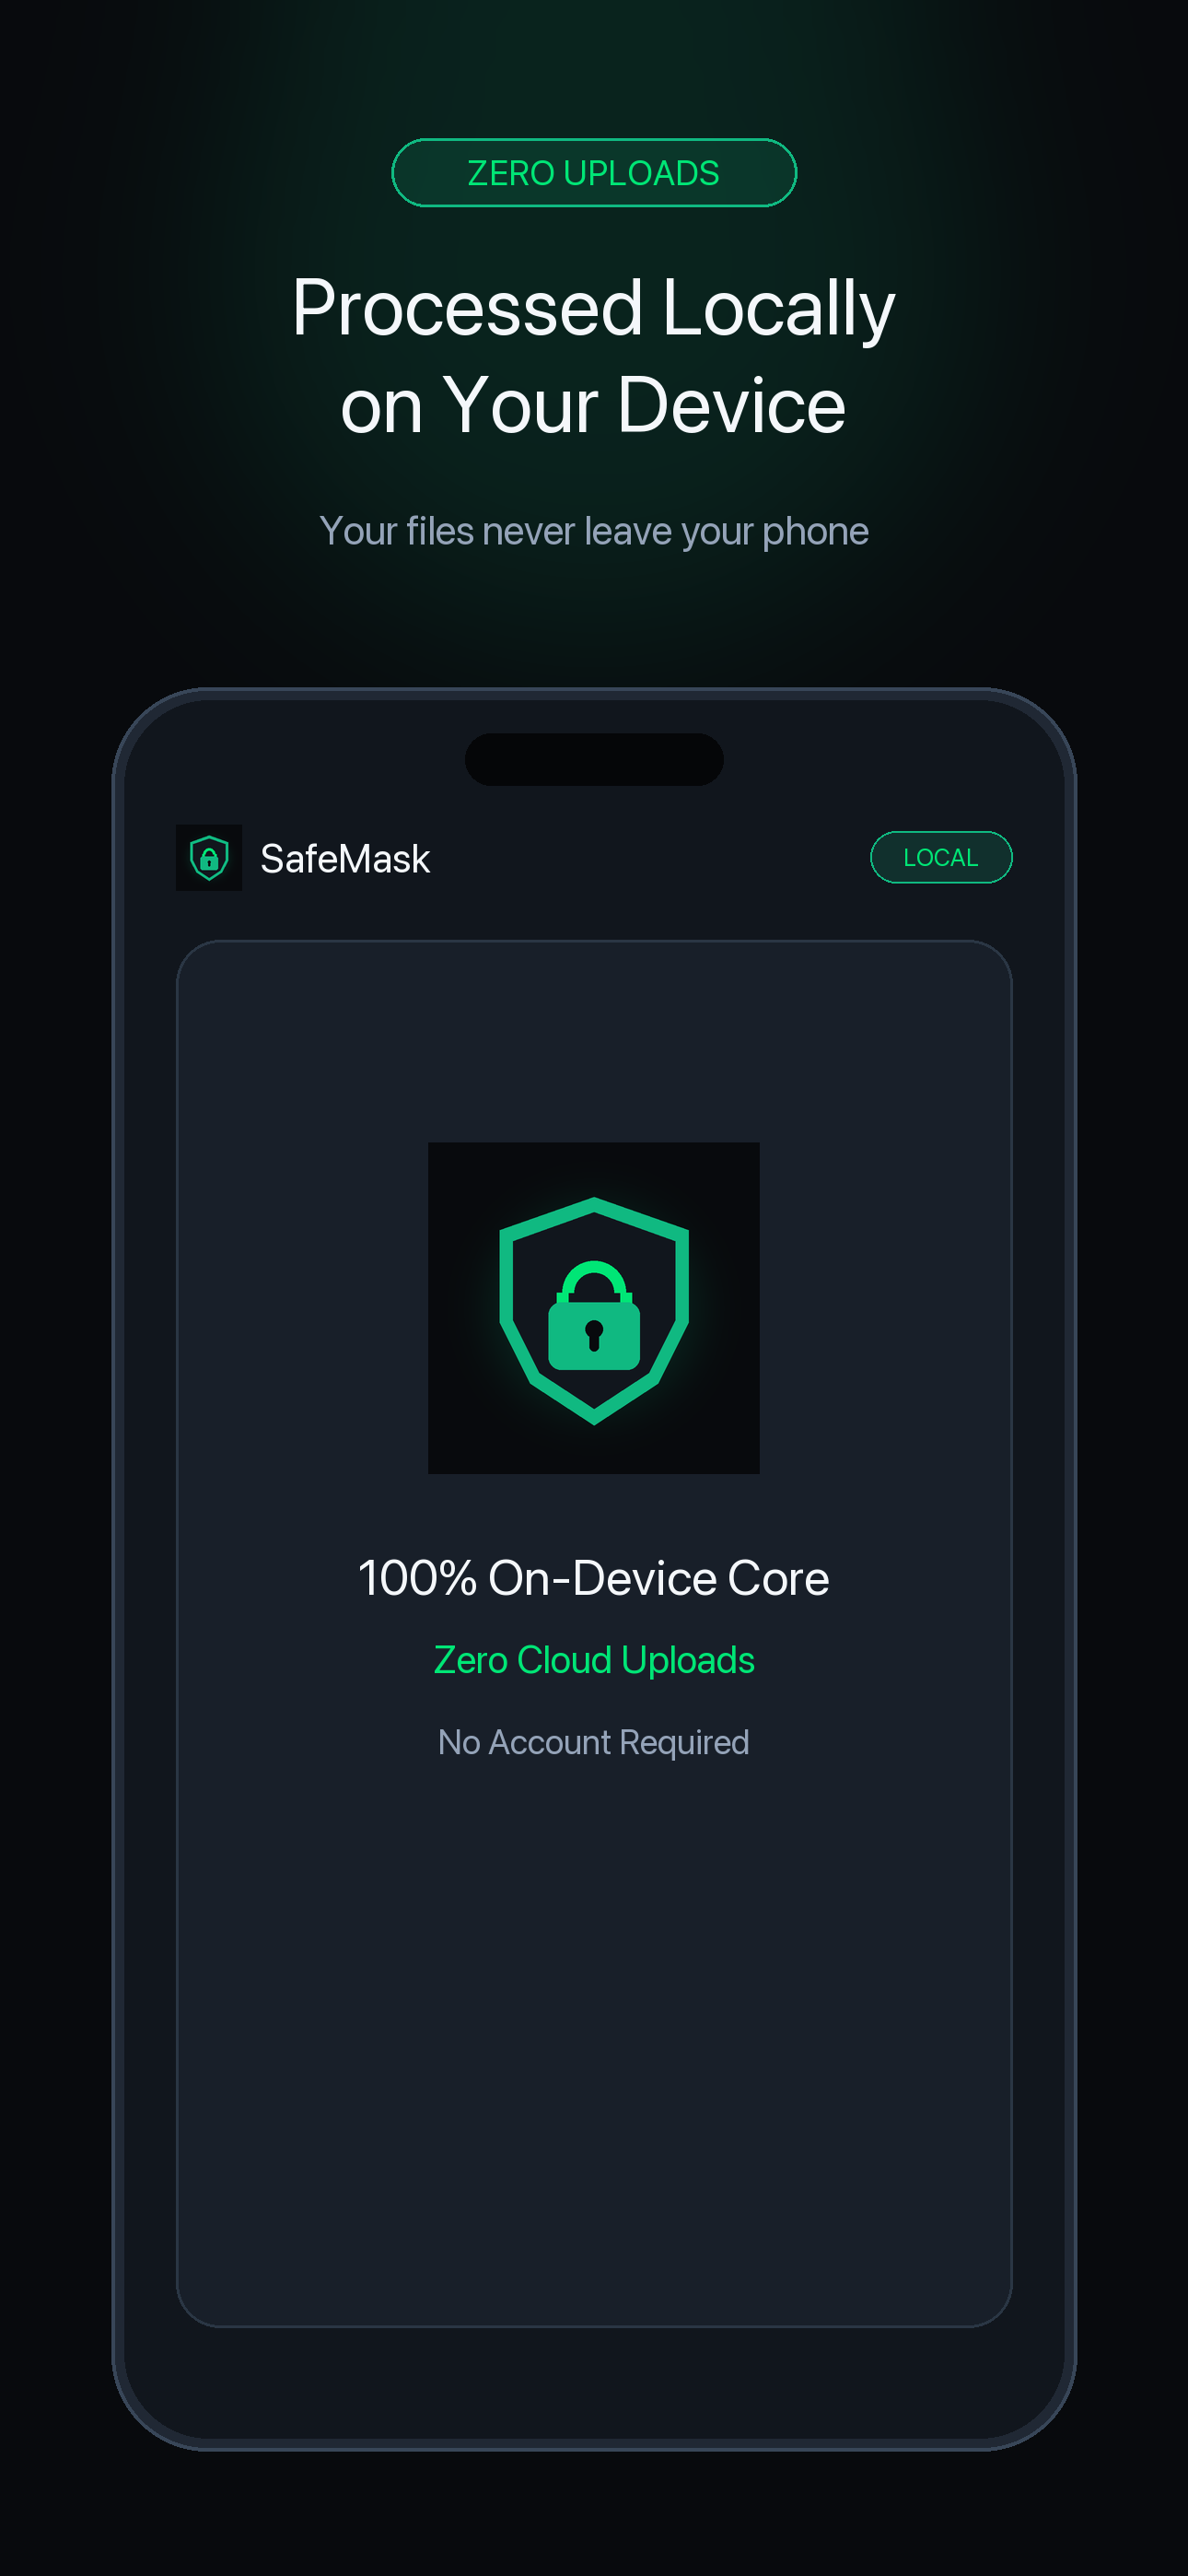 ZERO UPLOADS
Processed Locally
on Your Device
Your files never leave your phone
SafeMask
LOCAL
100% On-Device Core
Zero Cloud Uploads
No Account Required